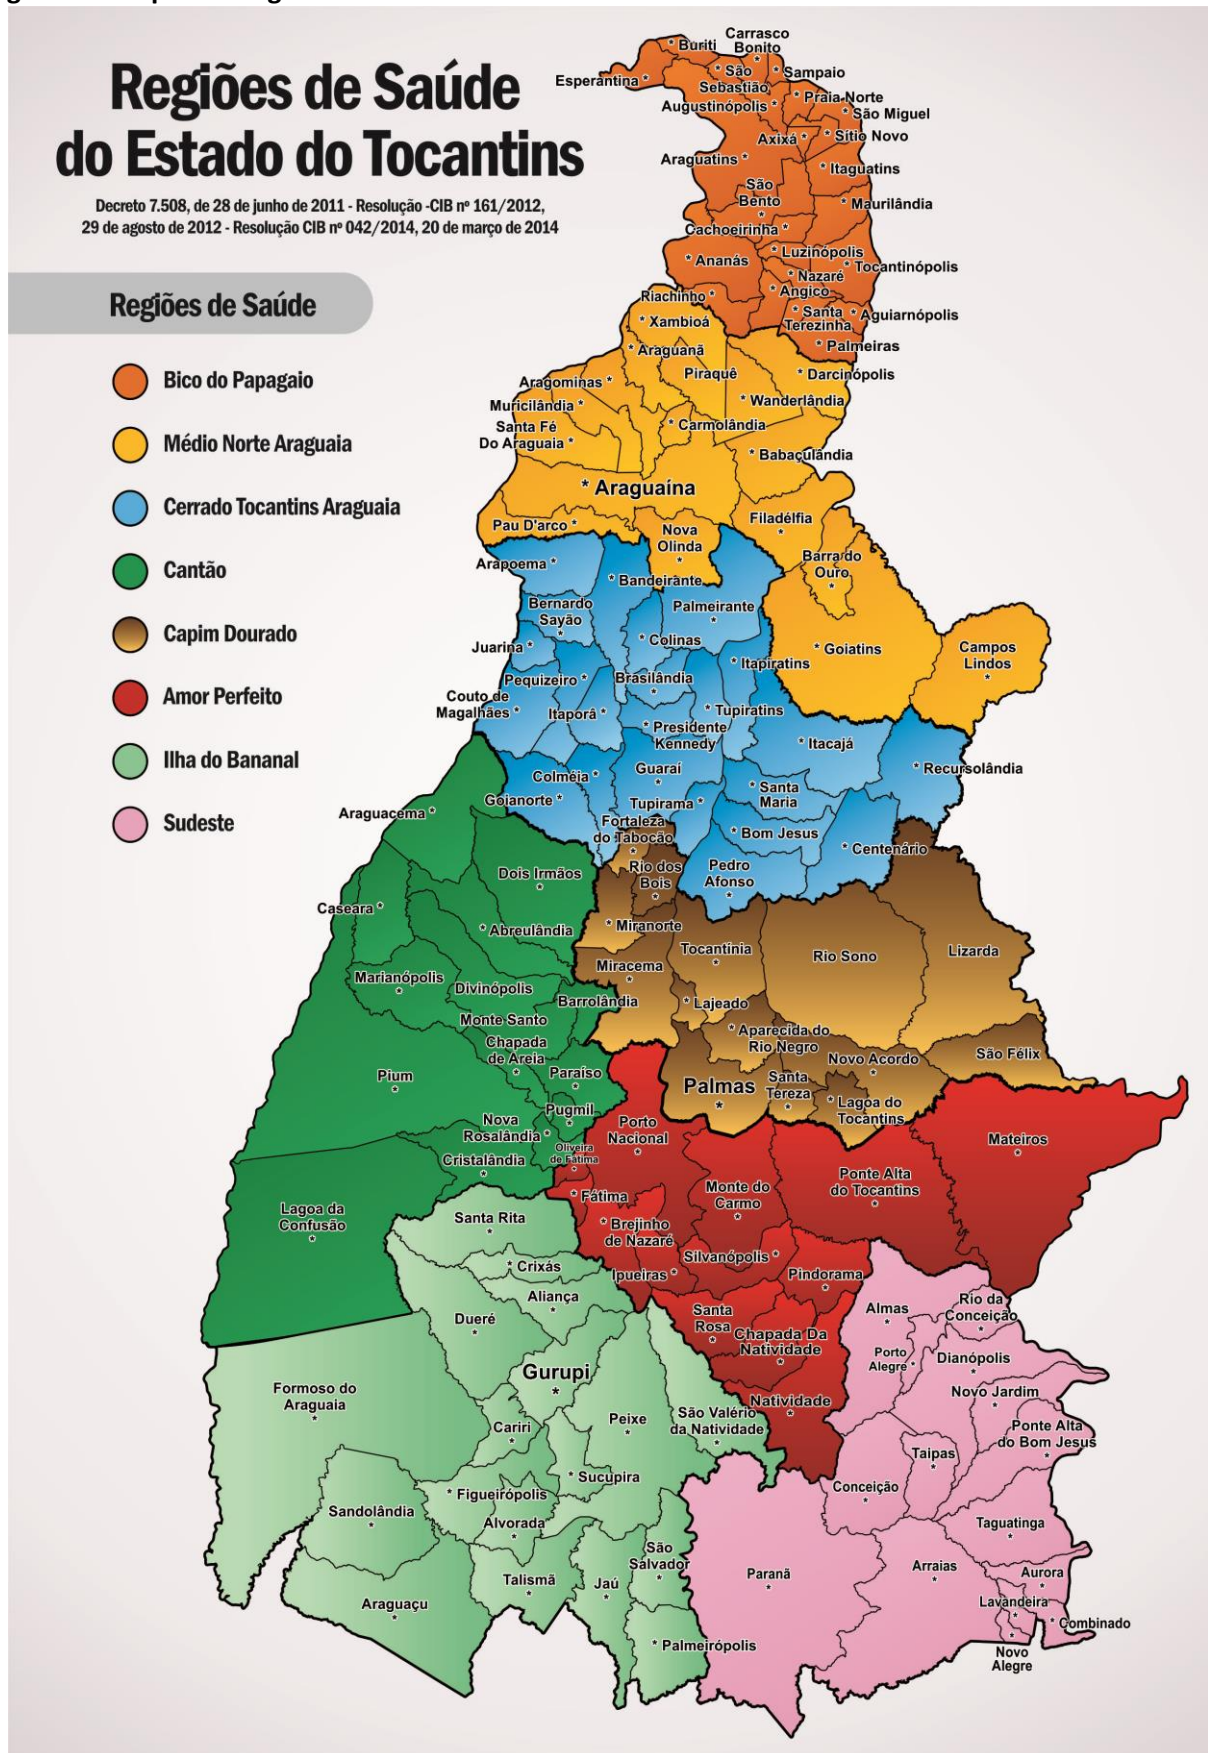 Regiões de Saúde
do Estado do Tocantins
Decreto 7.508, de 28 de junho de 2011 - Resolução -CIB nº 161/2012,
29 de agosto de 2012 - Resolução CIB nº 042/2014, 20 de março de 2014
Regiões de Saúde
Bico do Papagaio
Médio Norte Araguaia
Cerrado Tocantins Araguaia
Cantão
Capim Dourado
Amor Perfeito
Ilha do Bananal
Sudeste
Carrasco
Bonito
Buriti
Esperantina
São
Sebastião
Sampaio
Augustinópolis
Praia Norte
São Miguel
Axixá
Sítio Novo
Araguatins
Itaguatins
São
Bento
Maurilândia
Cachoeirinha
Luzinópolis
Ananás
Tocantinópolis
Nazaré
Angico
Riachinho
Santa
Terezinha
Aguiarnópolis
Palmeiras
Xambioá
Araguanã
Piraquê
Darcinópolis
Aragominas
Wanderlândia
Muricilândia
Carmolândia
Santa Fé
Do Araguaia
Babaçulândia
Araguaína
Pau D'arco
Nova
Olinda
Filadélfia
Barra do
Ouro
Goiatins
Campos
Lindos
Arapoema
Bandeirante
Bernardo
Sayão
Palmeirante
Juarina
Colinas
Itapiratins
Pequizeiro
Brasilândia
Couto de
Magalhães
Itaporã
Tupiratins
Presidente
Kennedy
Itacajá
Recursolândia
Colméia
Guaraí
Goianorte
Tupirama
Santa
Maria
Fortaleza
do Tabocão
Bom Jesus
Centenário
Pedro
Afonso
Araguacema
Dois Irmãos
Rio dos
Bois
Caseara
Abreulândia
Miranorte
Tocantínia
Rio Sono
Lizarda
Marianópolis
Divinópolis
Miracema
Barrolândia
Lajeado
Monte Santo
Chapada
de Areia
Aparecida do
Rio Negro
Novo Acordo
São Félix
Pium
Paraíso
Palmas
Santa
Tereza
Lagoa do
Tocantins
Pugmil
Nova
Rosalândia
Oliveira
de Fátima
Cristalândia
Porto
Nacional
Mateiros
Ponte Alta
do Tocantins
Lagoa da
Confusão
Fátima
Monte do
Carmo
Santa Rita
Brejinho
de Nazaré
Silvanópolis
Ipueiras
Pindorama
Crixás
Aliança
Dueré
Santa
Rosa
Chapada Da
Natividade
Almas
Rio da
Conceição
Porto
Alegre
Dianópolis
Gurupi
Formoso do
Araguaia
Natividade
Novo Jardim
Cariri
Peixe
São Valério
da Natividade
Ponte Alta
do Bom Jesus
Taipas
Sucupira
Conceição
Figueirópolis
Sandolândia
Alvorada
Taguatinga
São
Salvador
Talismã
Jaú
Paranã
Arraias
Aurora
Araguaçu
Lavandeira
Combinado
Palmeirópolis
Novo
Alegre